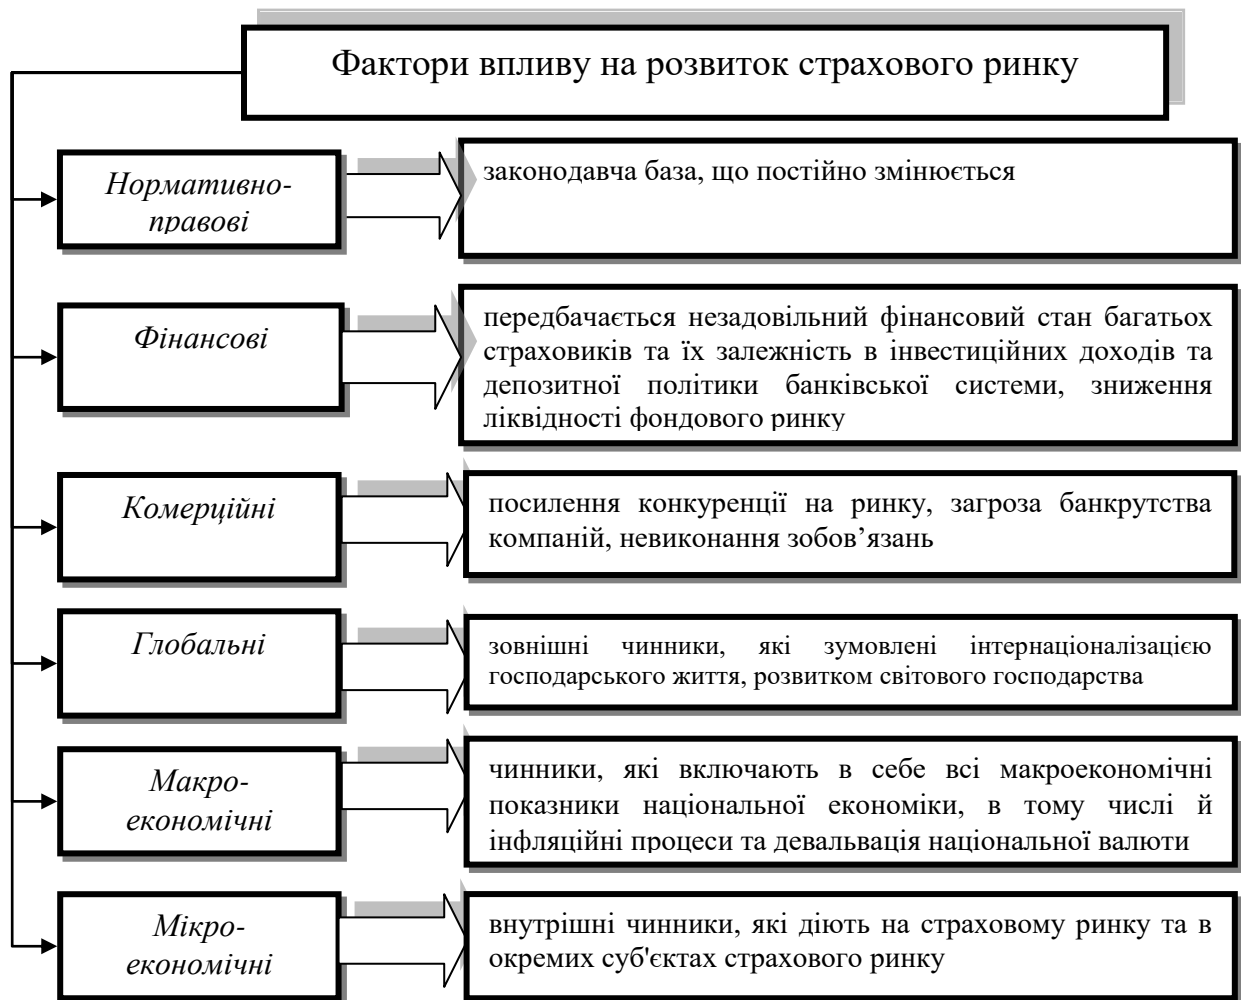 Фактори впливу на розвиток страхового ринку
Нормативно-
правові
законодавча база, що постійно змінюється
Фінансові
передбачається незадовільний фінансовий стан багатьох
страховиків та їх залежність в інвестиційних доходів та
депозитної політики банківської системи, зниження
ліквідності фондового ринку
Комерційні
посилення конкуренції на ринку, загроза банкрутства
компаній, невиконання зобов’язань
Глобальні
зовнішні чинники, які зумовлені інтернаціоналізацією
господарського життя, розвитком світового господарства
Макро-
економічні
чинники, які включають в себе всі макроекономічні
показники національної економіки, в тому числі й
інфляційні процеси та девальвація національної валюти
Мікро-
економічні
внутрішні чинники, які діють на страховому ринку та в
окремих суб'єктах страхового ринку